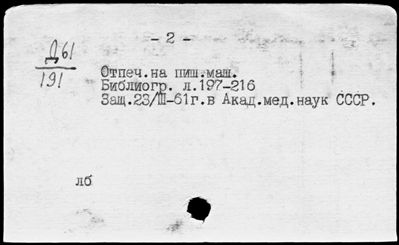 - 2 -
Д61
191
Отпеч.на пиш.маш.
Библиогр. л.197-216
Защ.23/III-61г.в Акад.мед.наук СССР.
лб